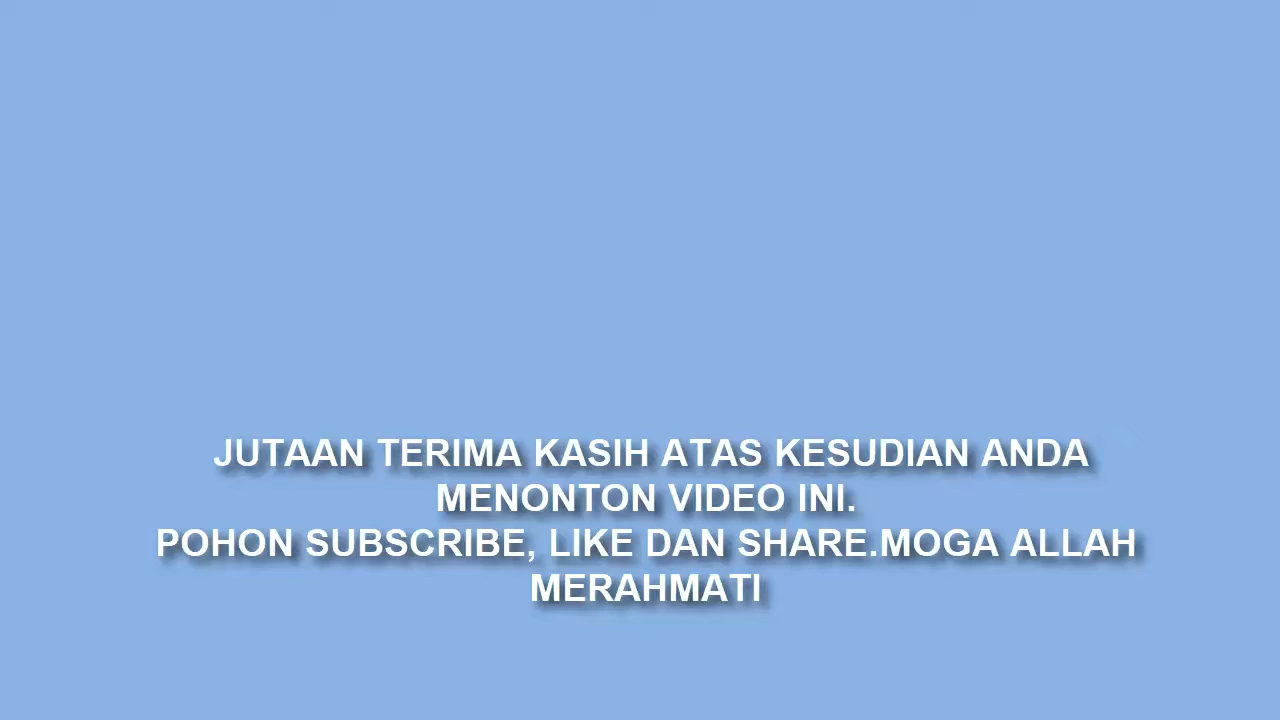 JUTAAN TERIMA KASIH ATAS KESUDIAN ANDA
MENONTON VIDEO INI.
POHON SUBSCRIBE, LIKE DAN SHARE.MOGA ALLAH
MERAHMATI